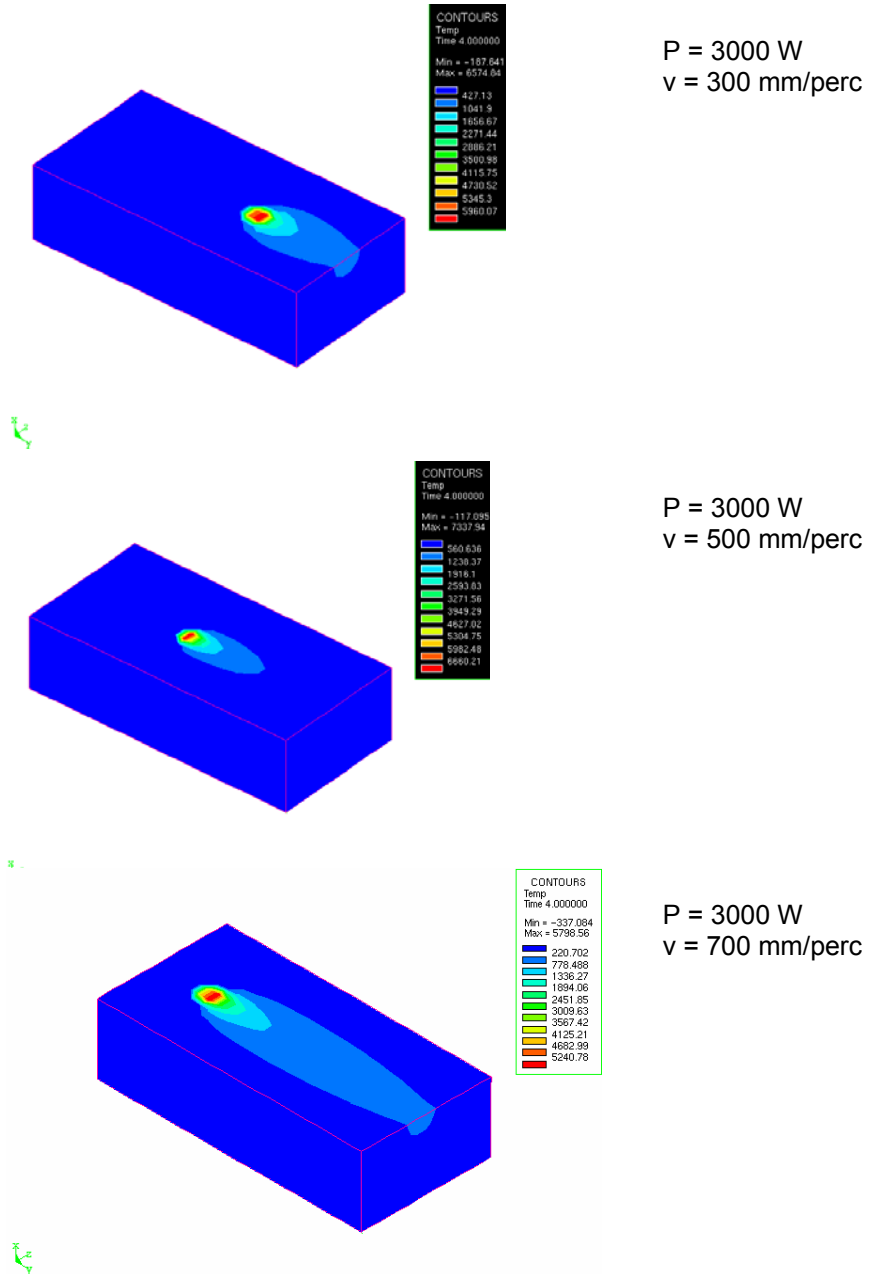 CONTOURS
Temp
Time 4.000000
Min = -187.641
Max = 6574.84
427.13
1041.9
1656.67
2271.44
2886.21
3500.98
4115.75
4730.52
5345.3
5960.07
P = 3000 W
v = 300 mm/perc
CONTOURS
Temp
Time 4.000000
Min = -117.095
Max = 7337.94
560.636
1238.37
1916.1
2593.83
3271.56
3949.29
4627.02
5304.75
5982.48
6660.21
P = 3000 W
v = 500 mm/perc
CONTOURS
Temp
Time 4.000000
Min = -337.084
Max = 5798.56
220.702
778.488
1336.27
1894.06
2451.85
3009.63
3567.42
4125.21
4682.99
5240.78
P = 3000 W
v = 700 mm/perc